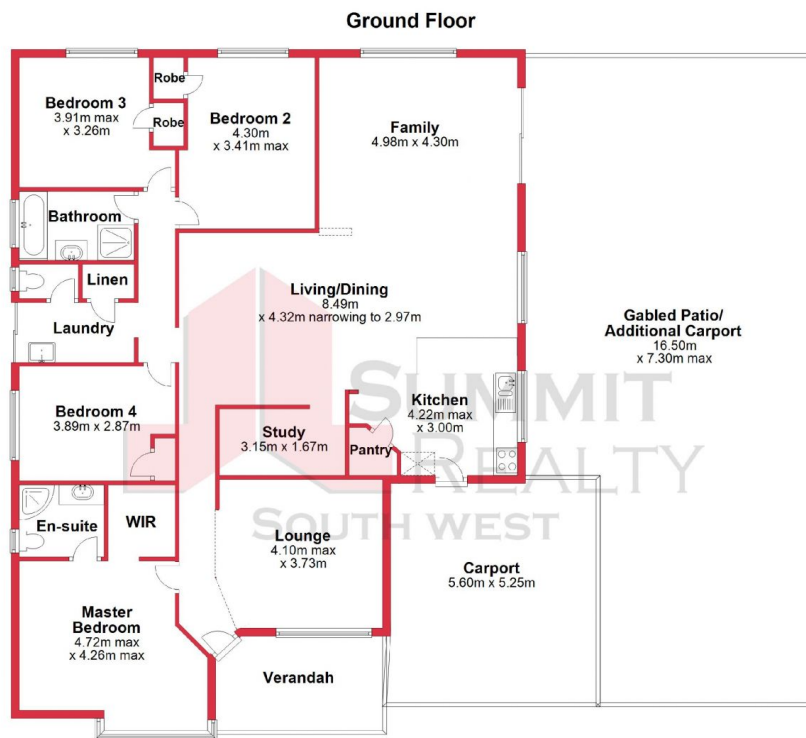 Ground Floor
Robe
Bedroom 3
3.91m max
x 3.26m
Robe
Bedroom 2
4.30m
x 3.41m max
Family
4.98m x 4.30m
Bathroom
Linen
Laundry
Living/Dining
8.49m
x 4.32m narrowing to 2.97m
Gabled Patio/
Additional Carport
16.50m
x 7.30m max
Bedroom 4
3.89m x 2.87m
Study
3.15m x 1.67m
Kitchen
4.22m max
x 3.00m
Pantry
SUMMIT
REALTY
SOUTH WEST
En-suite
WIR
Lounge
4.10m max
x 3.73m
Carport
5.60m x 5.25m
Master
Bedroom
4.72m max
x 4.26m max
Verandah